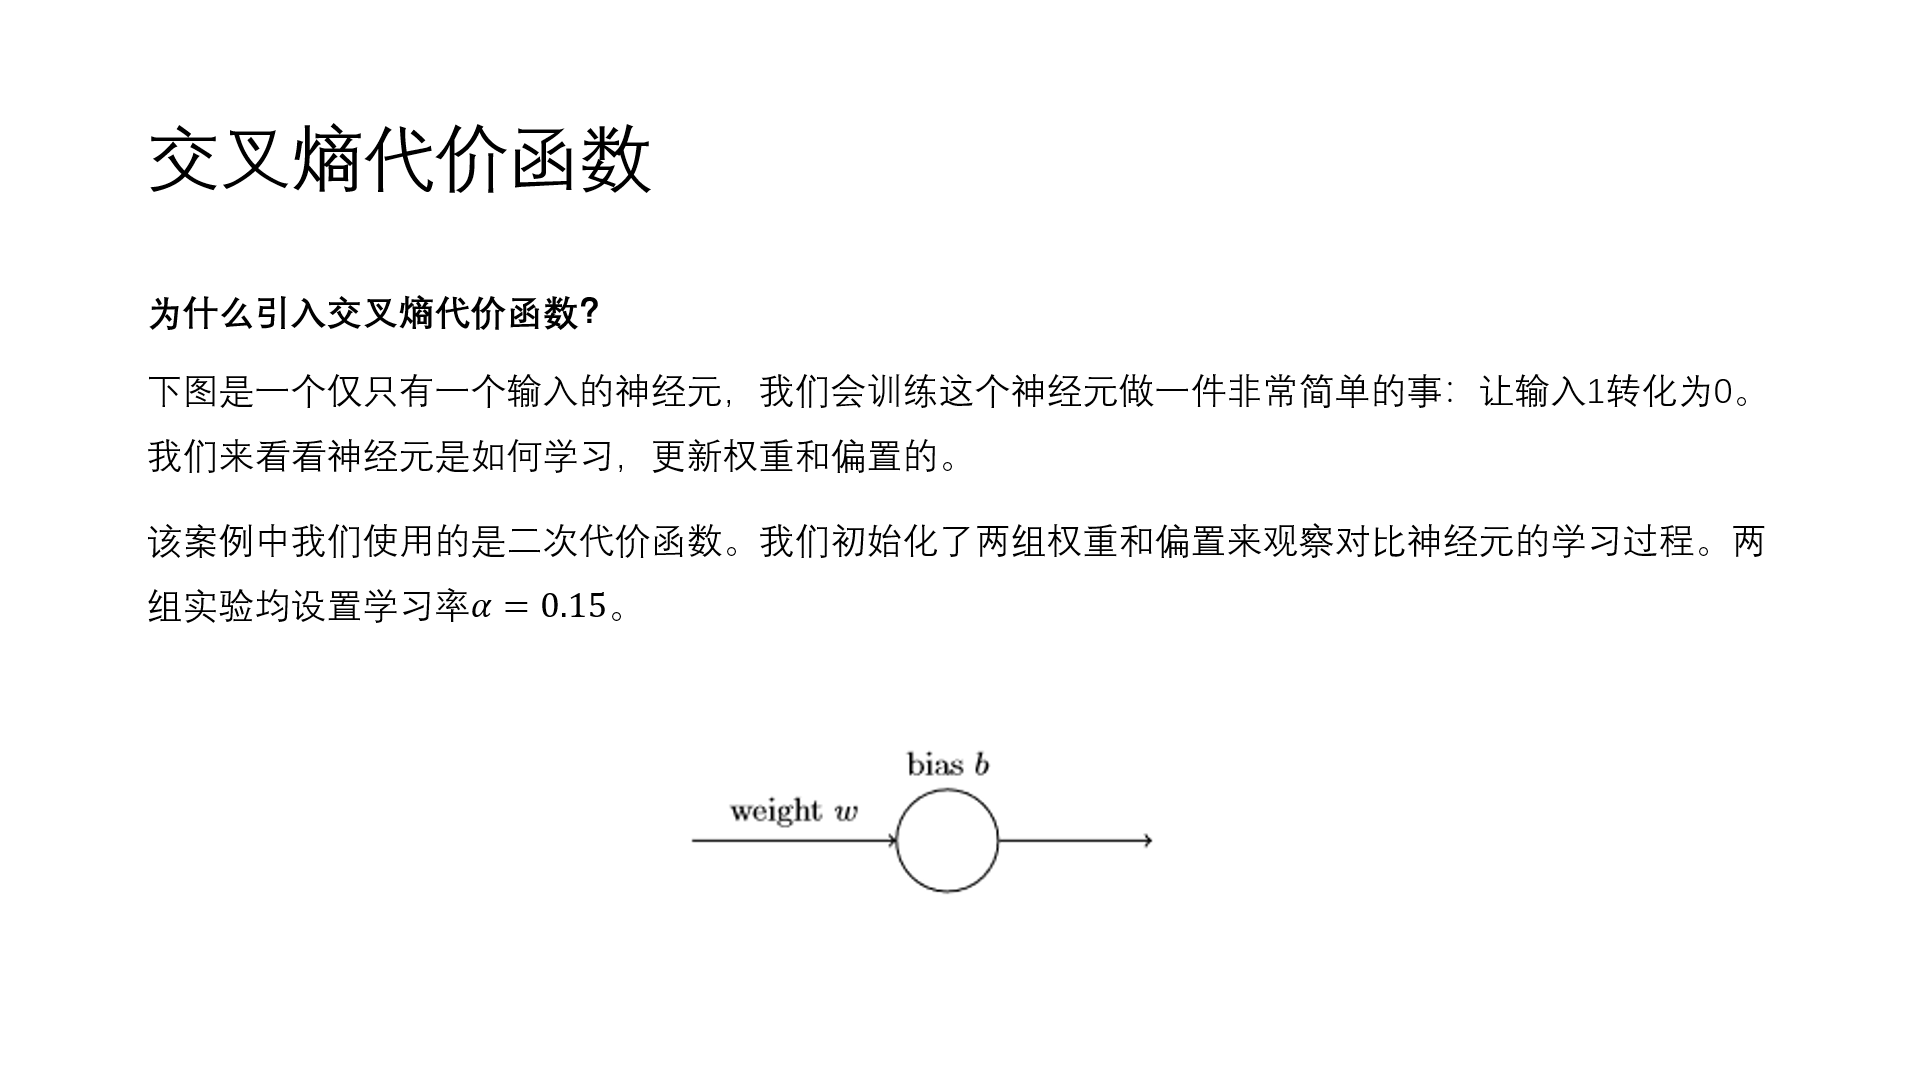 交叉熵代价函数
为什么引入交叉熵代价函数?
下图是一个仅只有一个输入的神经元，我们会训练这个神经元做一件非常简单的事：让输入1转化为0。
我们来看看神经元是如何学习，更新权重和偏置的。
该案例中我们使用的是二次代价函数。我们初始化了两组权重和偏置来观察对比神经元的学习过程。两
组实验均设置学习率α = 0.15。
bias b
weight w